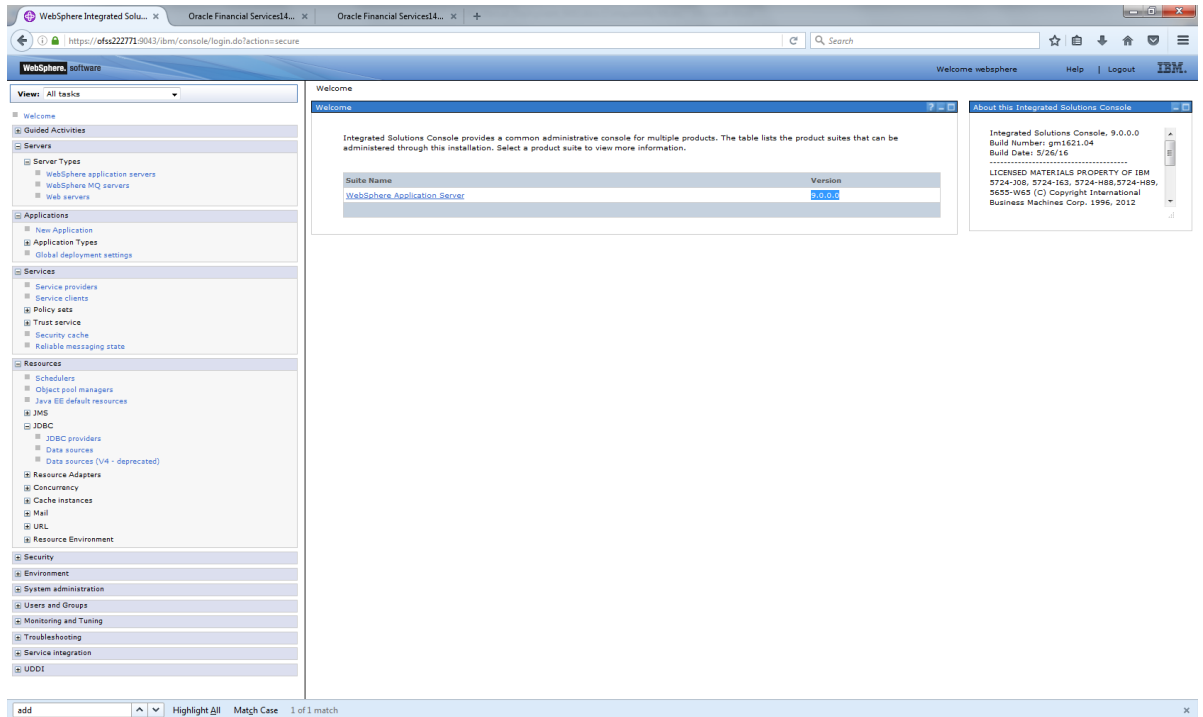 WebSphere Integrated Solu... ×
Oracle Financial Services14... ×
Oracle Financial Services14... ×
+
https://ofss222771:9043/ibm/console/login.do?action=secure
Search
WebSphere. software
Welcome websphere
Help | Logout
IBM.
View: All tasks
Welcome
Guided Activities
Servers
Server Types
WebSphere application servers
WebSphere MQ servers
Web servers
Applications
New Application
Application Types
Global deployment settings
Services
Service providers
Service clients
Policy sets
Trust service
Security cache
Reliable messaging state
Resources
Schedulers
Object pool managers
Java EE default resources
JMS
JDBC
JDBC providers
Data sources
Data sources (V4 - deprecated)
Resource Adapters
Concurrency
Cache instances
Mail
URL
Resource Environment
Security
Environment
System administration
Users and Groups
Monitoring and Tuning
Troubleshooting
Service integration
UDDI
Welcome
Welcome
Integrated Solutions Console provides a common administrative console for multiple products. The table lists the product suites that can be
administered through this installation. Select a product suite to view more information.
Suite Name Version
WebSphere Application Server 9.0.0.0
About this Integrated Solutions Console
Integrated Solutions Console, 9.0.0.0
Build Number: gm1621.04
Build Date: 5/26/16
----------------------------------------
LICENSED MATERIALS PROPERTY OF IBM
5724-J08, 5724-I63, 5724-H88,5724-H89,
5655-W65 (C) Copyright International
Business Machines Corp. 1996, 2012
add
Highlight All Match Case 1 of 1 match